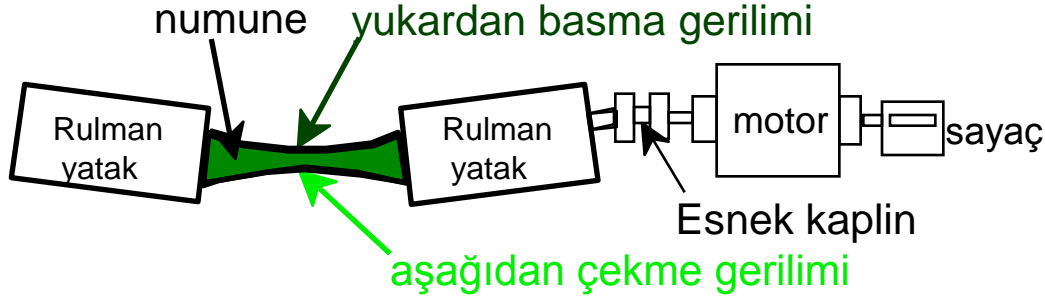 numune
yukardan basma gerilimi
Rulman
yatak
Rulman
yatak
motor
sayaç
Esnek kaplin
aşağıdan çekme gerilimi